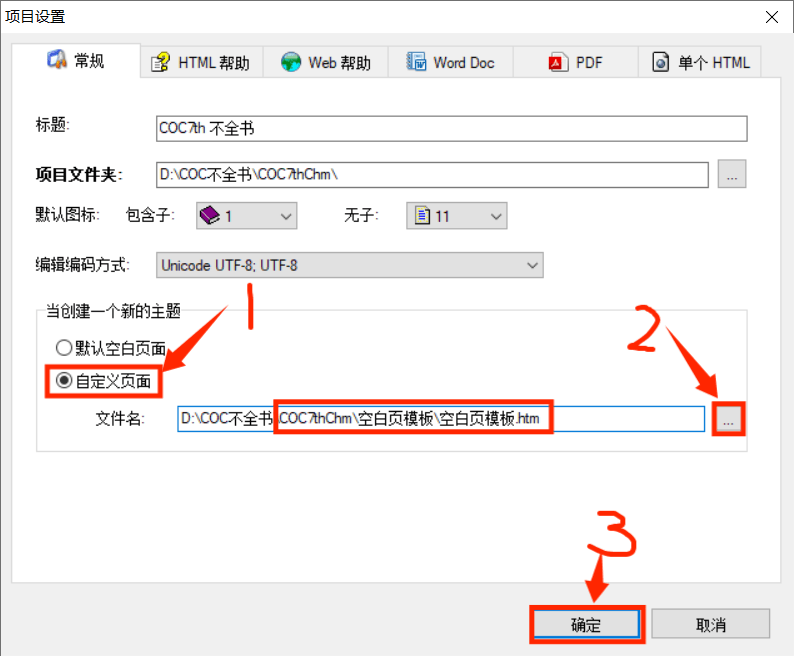 项目设置
常规 HTML 帮助 Web 帮助 Word Doc PDF 单个 HTML
标题: COC7th 不全书
项目文件夹: D:\COC不全书\COC7thChm\ ...
默认图标: 包含子: 1 无子: 11
编辑编码方式: Unicode UTF-8; UTF-8
当创建一个新的主题
1
默认空白页面
2
自定义页面
文件名: D:\COC不全书\COC7thChm\空白页模板\空白页模板.htm ...
3
确定 取消